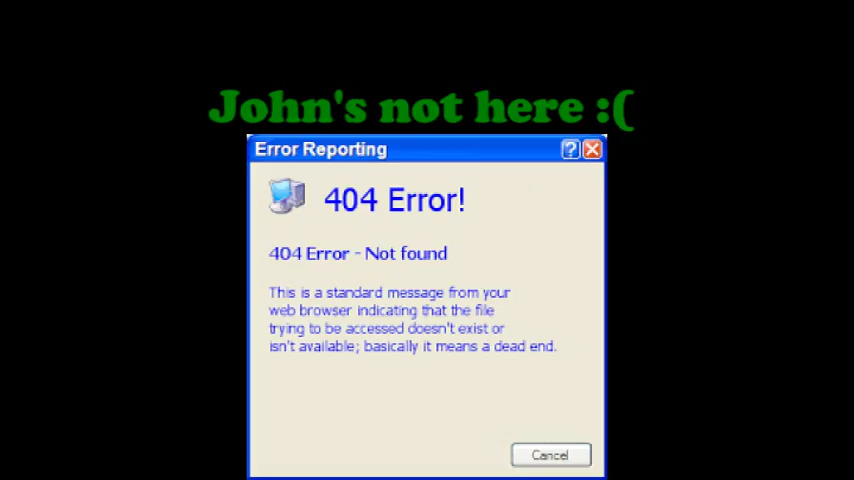 John's not here :(
Error Reporting
404 Error!
404 Error - Not found
This is a standard message from your
web browser indicating that the file
trying to be accessed doesn't exist or
isn't available; basically it means a dead end.
Cancel